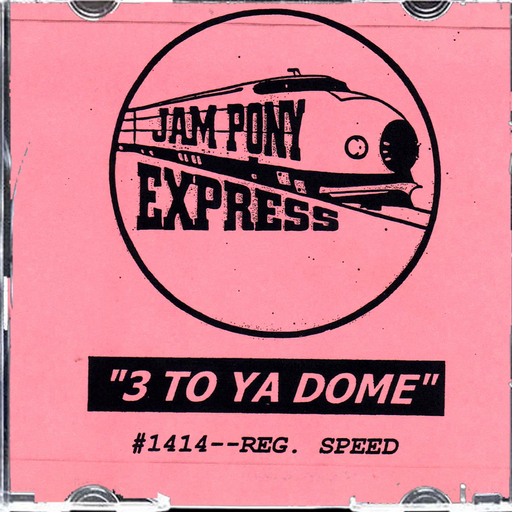 JAM PONY
EXPRESS
"3 TO YA DOME"
#1414--REG. SPEED